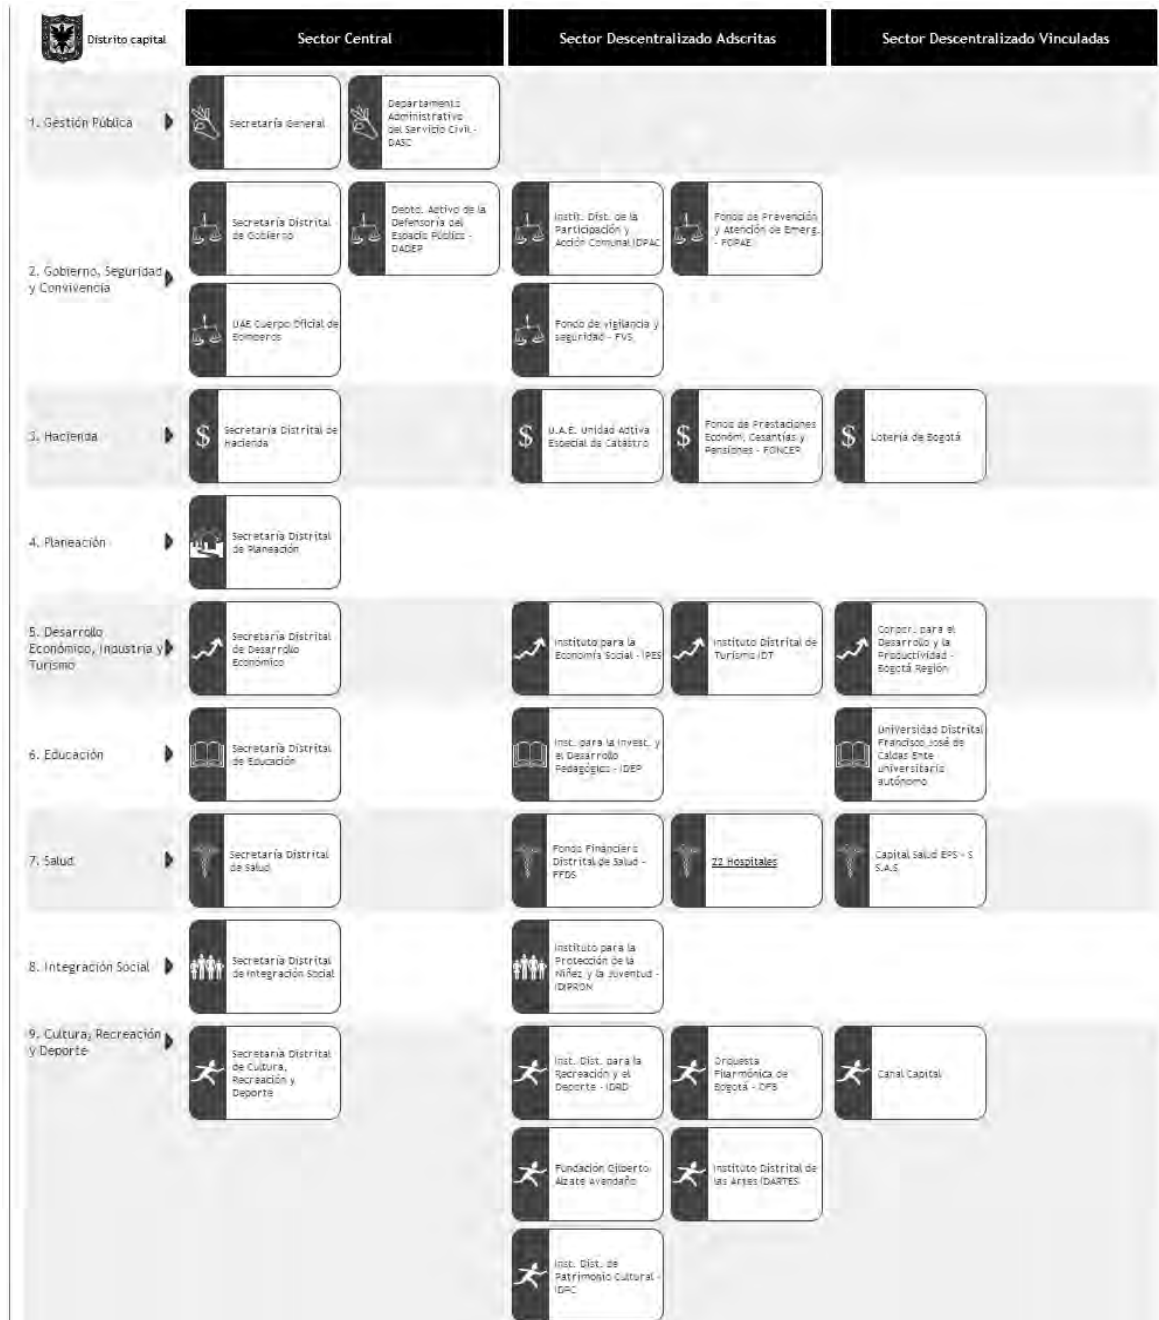 Distrito capital
Sector Central
Sector Descentralizado Adscritas
Sector Descentralizado Vinculadas
1. Gestión Pública
Secretaría General
Departamento
Administrativo
del Servicio Civil -
DASC
2. Gobierno, Seguridad
y Convivencia
Secretaría Distrital
de Gobierno
Depto. Adtivo de la
Defensoría del
Espacio Público -
DADEP
Instit. Dist. de la
Participación y
Acción Comunal IDPAC
Fondo de Prevención
y Atención de Emerg.
- FOPAE
UAE Cuerpo Oficial de
Bomberos
Fondo de vigilancia y
seguridad - FVS
3. Hacienda
Secretaría Distrital de
Hacienda
U.A.E. Unidad Adtiva
Especial de Catastro
Fondo de Prestaciones
Económ, Cesantías y
Pensiones - FONCEP
Lotería de Bogotá
4. Planeación
Secretaría Distrital
de Planeación
5. Desarrollo
Económico, Industria y
Turismo
Secretaría Distrital
de Desarrollo
Económico
Instituto para la
Economía Social - IPES
Instituto Distrital de
Turismo IDT
Corpor. para el
Desarrollo y la
Productividad -
Bogotá Región
6. Educación
Secretaría Distrital
de Educación
Inst. para la Invest. y
el Desarrollo
Pedagógico - IDEP
Universidad Distrital
Francisco José de
Caldas Ente
universitario
autónomo
7. Salud
Secretaría Distrital
de Salud
Fondo Financiero
Distrital de Salud -
FFDS
22 Hospitales
Capital Salud EPS - S
S.A.S
8. Integración Social
Secretaría Distrital
de Integración Social
Instituto para la
Protección de la
Niñez y la Juventud -
IDIPRON
9. Cultura, Recreación
y Deporte
Secretaría Distrital
de Cultura,
Recreación y
Deporte
Inst. Dist. para la
Recreación y el
Deporte - IDRD
Orquesta
Filarmónica de
Bogotá - OFB
Canal Capital
Fundación Gilberto
Alzate Avendaño
Instituto Distrital de
las Artes IDARTES
Inst. Dist. de
Patrimonio Cultural -
IDPC